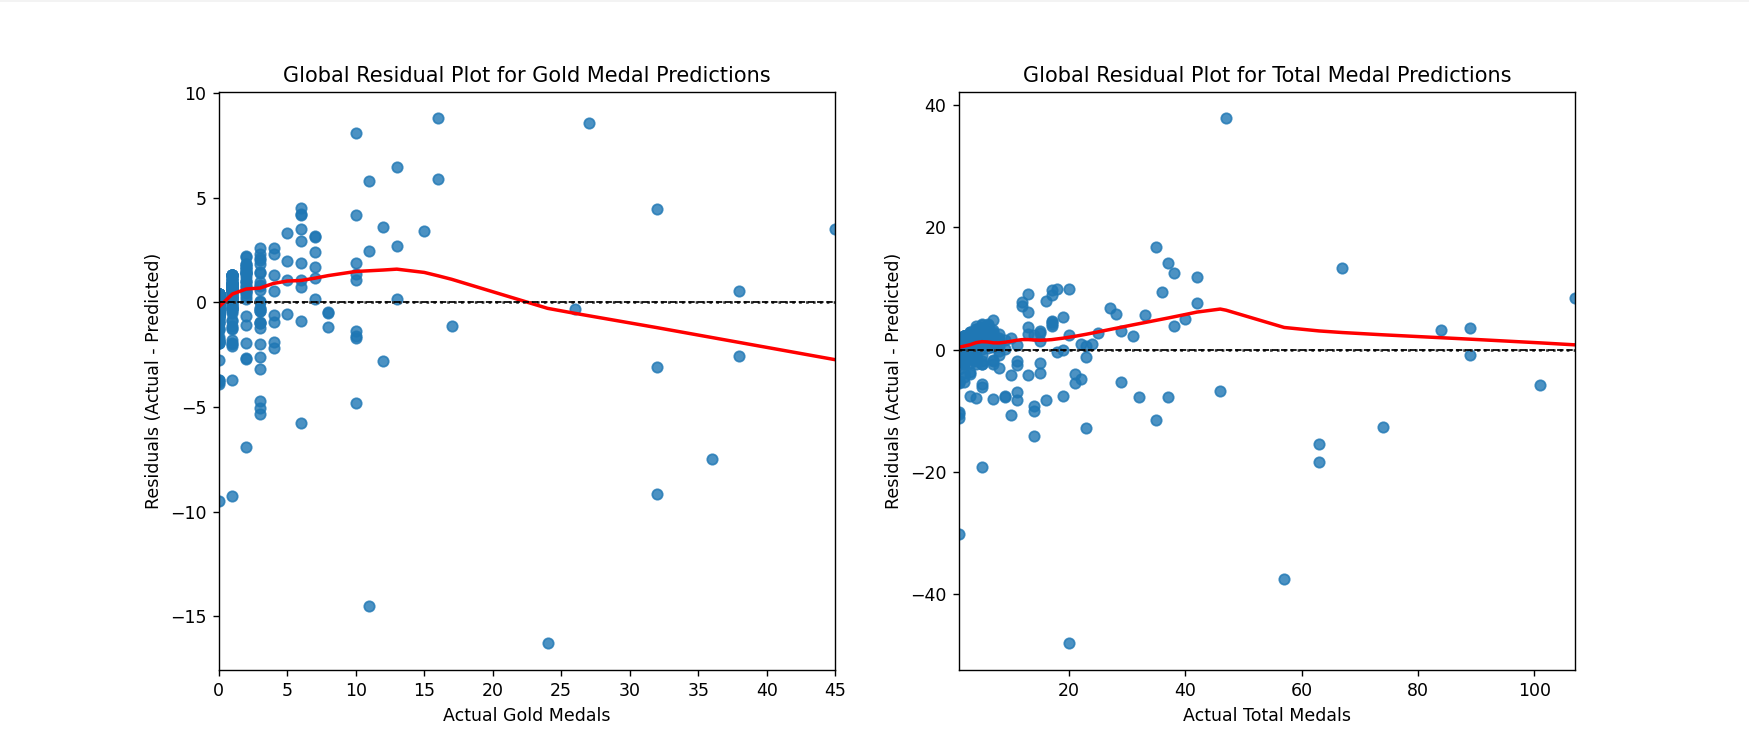 Global Residual Plot for Gold Medal Predictions
10
5
0
−5
−10
−15
Residuals (Actual - Predicted)
0 5 10 15 20 25 30 35 40 45
Actual Gold Medals
Global Residual Plot for Total Medal Predictions
40
20
0
−20
−40
Residuals (Actual - Predicted)
20 40 60 80 100
Actual Total Medals